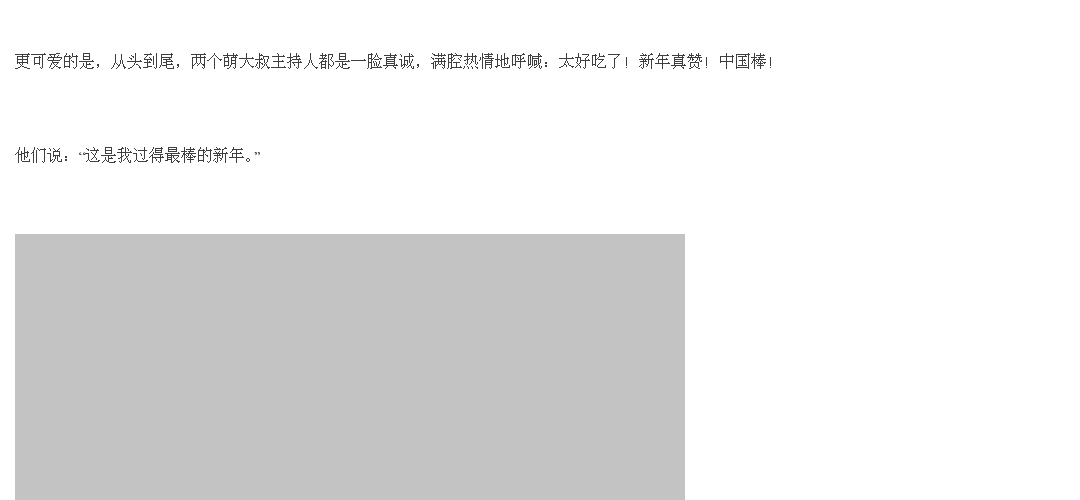 更可爱的是，从头到尾，两个萌大叔主持人都是一脸真诚，满腔热情地呼喊：太好吃了！新年真赞！中国棒！
他们说：“这是我过得最棒的新年。”